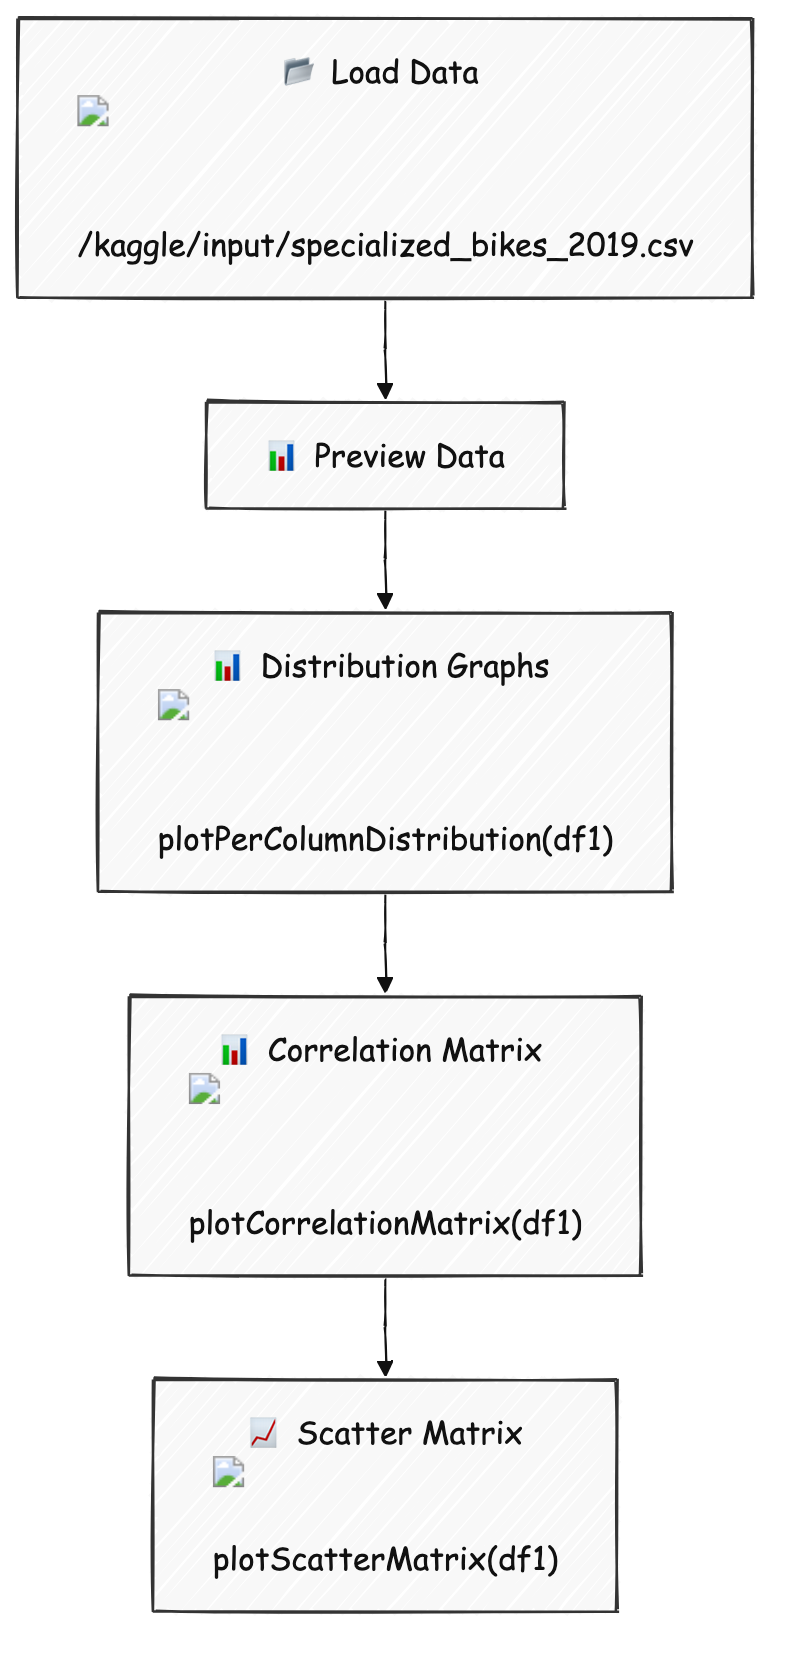 Load Data
/kaggle/input/specialized_bikes_2019.csv
Preview Data
Distribution Graphs
plotPerColumnDistribution(df1)
Correlation Matrix
plotCorrelationMatrix(df1)
Scatter Matrix
plotScatterMatrix(df1)